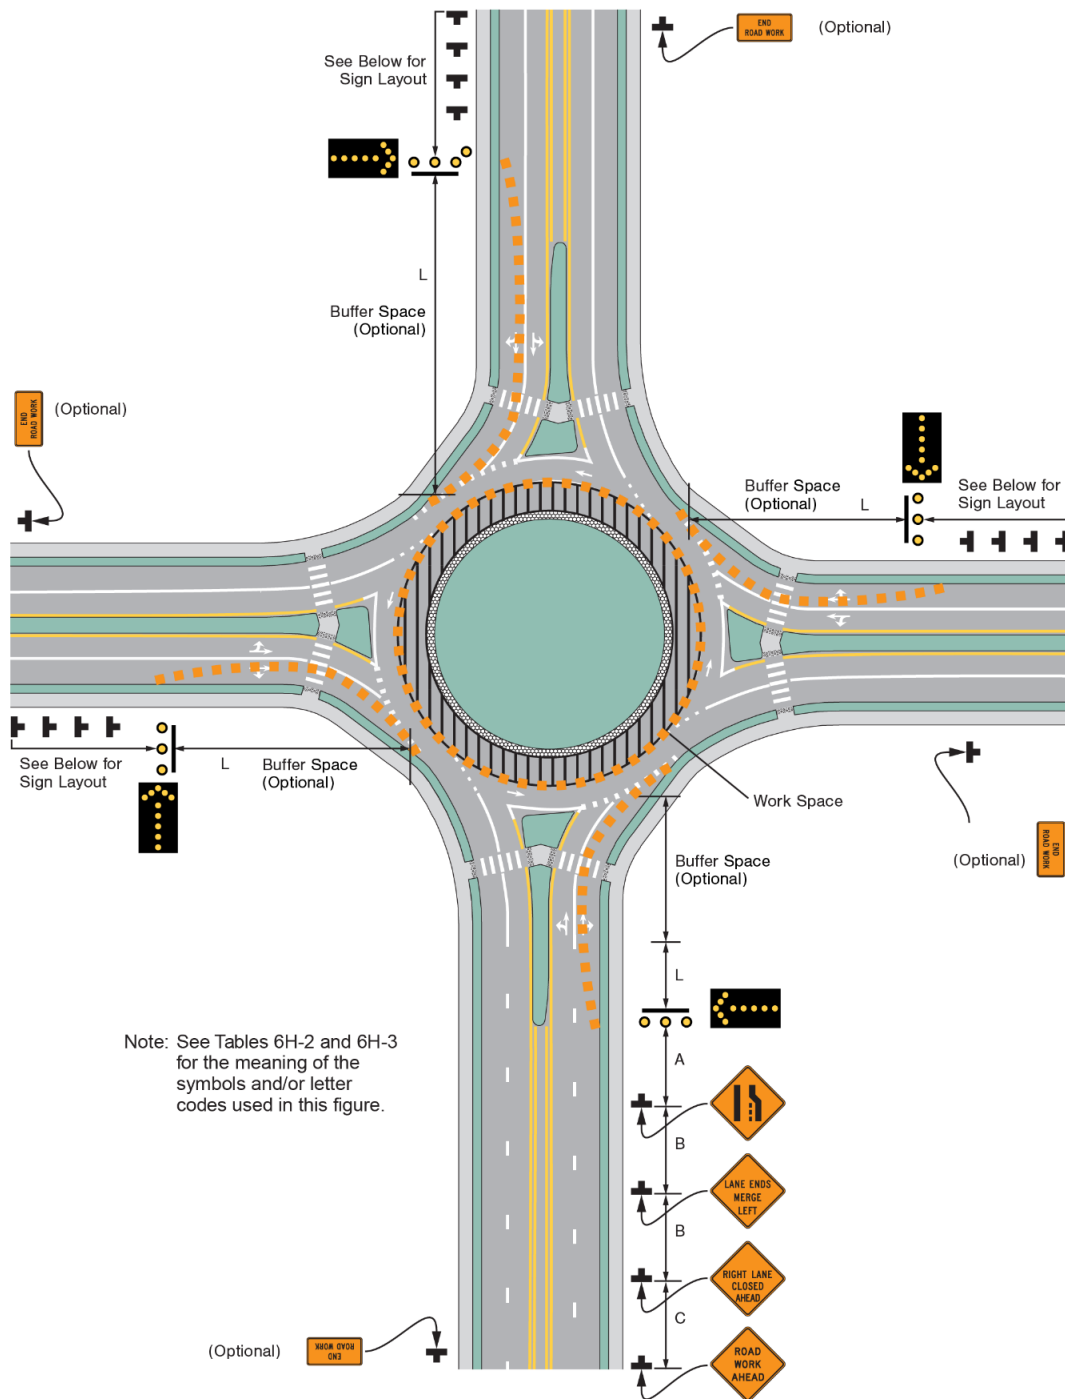 END
ROAD WORK
(Optional)
See Below for
Sign Layout
L
Buffer Space
(Optional)
END
ROAD WORK
(Optional)
Buffer Space
(Optional)
L
See Below for
Sign Layout
See Below for
Sign Layout
L
Buffer Space
(Optional)
Work Space
(Optional)
END
ROAD WORK
Buffer Space
(Optional)
L
Note: See Tables 6H-2 and 6H-3
for the meaning of the
symbols and/or letter
codes used in this figure.
A
B
LANE ENDS
MERGE
LEFT
B
RIGHT LANE
CLOSED
AHEAD
C
(Optional)
END
ROAD WORK
ROAD
WORK
AHEAD